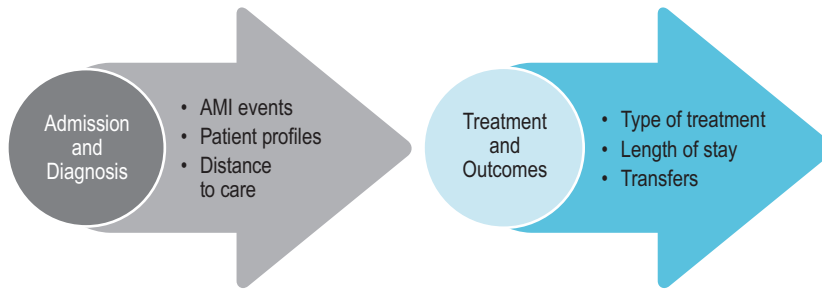 Admission
and
Diagnosis
• AMI events
• Patient profiles
• Distance
to care
Treatment
and
Outcomes
• Type of treatment
• Length of stay
• Transfers